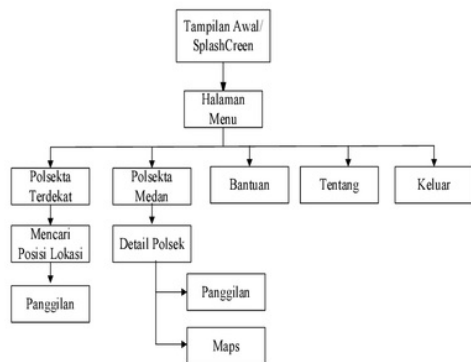 Tampilan Awal/
SplashCreen
Halaman
Menu
Polsekta
Terdekat
Polsekta
Medan
Bantuan
Tentang
Keluar
Mencari
Posisi Lokasi
Detail Polsek
Panggilan
Panggilan
Maps